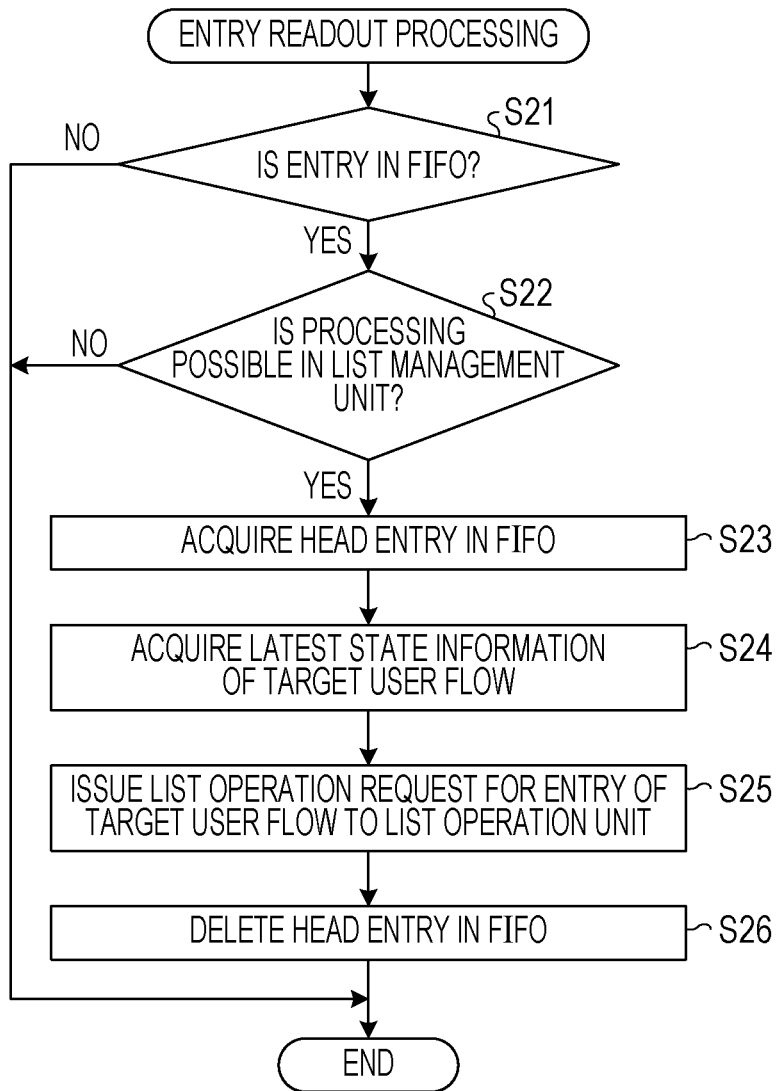 ENTRY READOUT PROCESSING
S21
NO
IS ENTRY IN FIFO?
YES
S22
NO
IS PROCESSING
POSSIBLE IN LIST MANAGEMENT
UNIT?
YES
ACQUIRE HEAD ENTRY IN FIFO
S23
ACQUIRE LATEST STATE INFORMATION
OF TARGET USER FLOW
S24
ISSUE LIST OPERATION REQUEST FOR ENTRY OF
TARGET USER FLOW TO LIST OPERATION UNIT
S25
DELETE HEAD ENTRY IN FIFO
S26
END